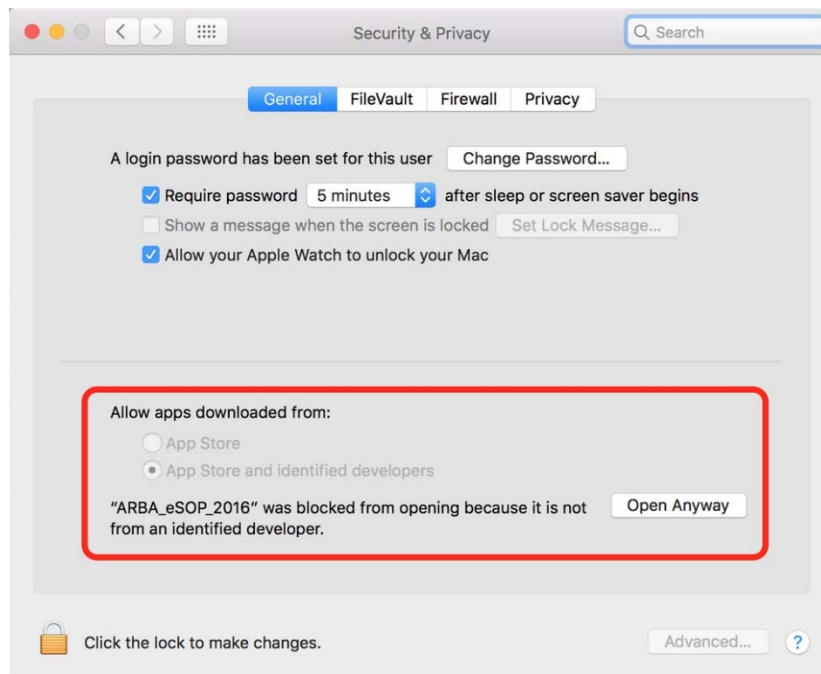 Security & Privacy
Search
General FileVault Firewall Privacy
A login password has been set for this user Change Password...
Require password 5 minutes after sleep or screen saver begins
Show a message when the screen is locked Set Lock Message...
Allow your Apple Watch to unlock your Mac
Allow apps downloaded from:
App Store
App Store and identified developers
“ARBA_eSOP_2016” was blocked from opening because it is not
from an identified developer.
Open Anyway
Click the lock to make changes.
Advanced... ?